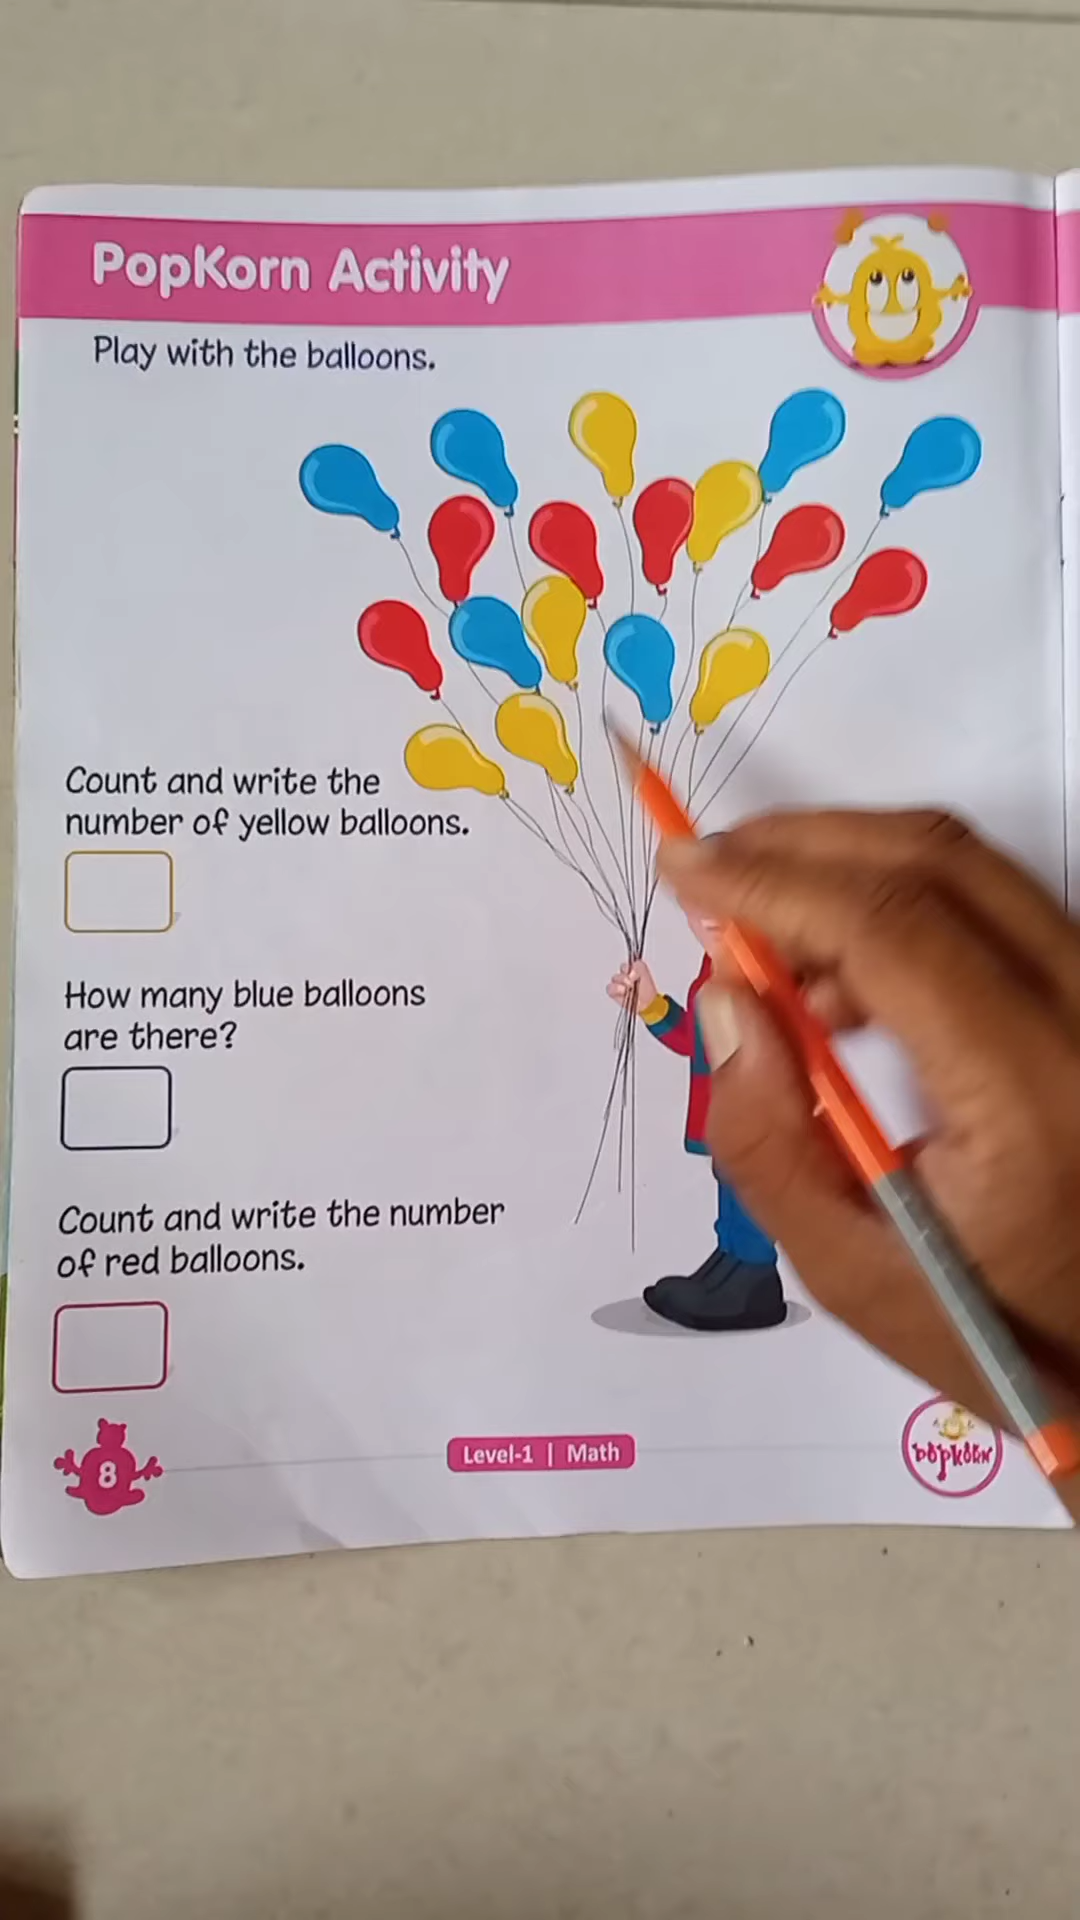 PopKorn Activity
Play with the balloons.
Count and write the
number of yellow balloons.
How many blue balloons
are there?
Count and write the number
of red balloons.
8
Level-1 | Math
POPKORN